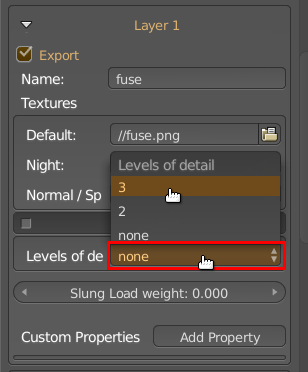 Layer 1
Export
Name: fuse
Textures
Default: //fuse.png
Night:
Levels of detail
3
Normal / Sp
2
none
Levels of de none
Slung Load weight: 0.000
Custom Properties Add Property